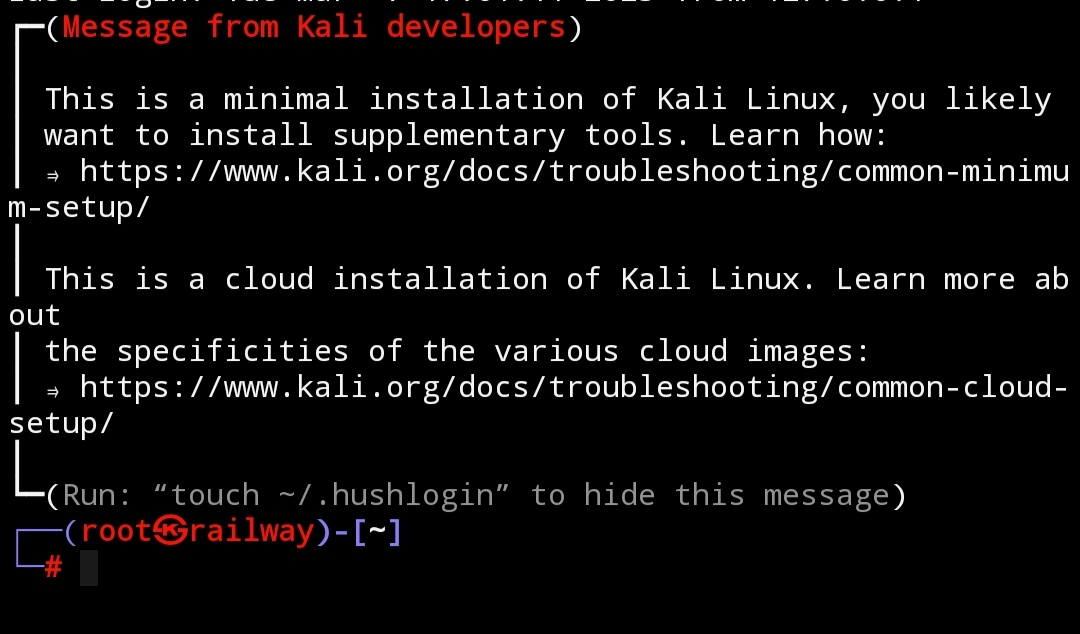 ┌──(Message from Kali developers)
│
│ This is a minimal installation of Kali Linux, you likely
│ want to install supplementary tools. Learn how:
│ ⇒ https://www.kali.org/docs/troubleshooting/common-minimu
m-setup/
│
│ This is a cloud installation of Kali Linux. Learn more ab
out
│ the specificities of the various cloud images:
│ ⇒ https://www.kali.org/docs/troubleshooting/common-cloud-
setup/
│
└──(Run: “touch ~/.hushlogin” to hide this message)
┌──(root㉿railway)-[~]
└─#